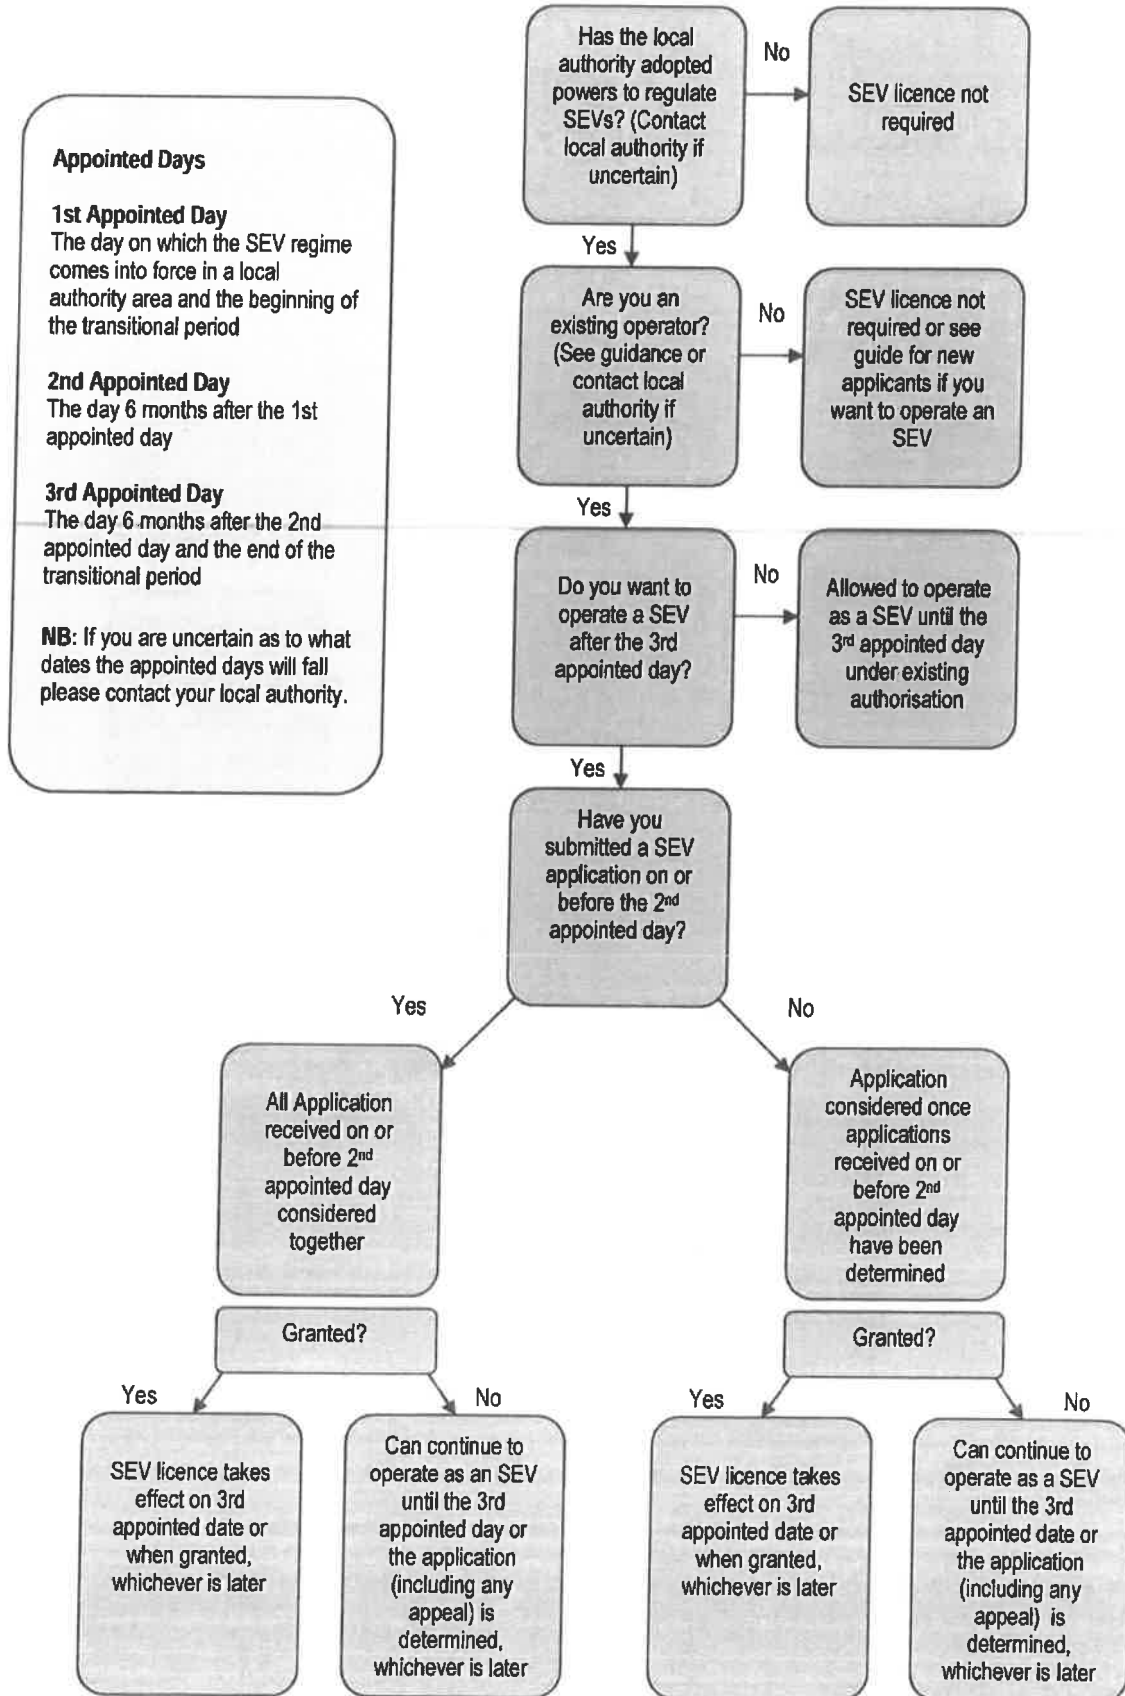 Has the local
authority adopted
powers to regulate
SEVs? (Contact
local authority if
uncertain)
No
SEV licence not
required
Appointed Days
1st Appointed Day
The day on which the SEV regime
comes into force in a local
authority area and the beginning of
the transitional period
2nd Appointed Day
The day 6 months after the 1st
appointed day
3rd Appointed Day
The day 6 months after the 2nd
appointed day and the end of the
transitional period
NB: If you are uncertain as to what
dates the appointed days will fall
please contact your local authority.
Yes
Are you an
existing operator?
(See guidance or
contact local
authority if
uncertain)
No
SEV licence not
required or see
guide for new
applicants if you
want to operate an
SEV
Yes
Do you want to
operate a SEV
after the 3rd
appointed day?
No
Allowed to operate
as a SEV until the
3rd appointed day
under existing
authorisation
Yes
Have you
submitted a SEV
application on or
before the 2nd
appointed day?
Yes
No
All Application
received on or
before 2nd
appointed day
considered
together
Application
considered once
applications
received on or
before 2nd
appointed day
have been
determined
Granted?
Granted?
Yes
No
Yes
No
SEV licence takes
effect on 3rd
appointed date or
when granted,
whichever is later
Can continue to
operate as an SEV
until the 3rd
appointed day or
the application
(including any
appeal) is
determined,
whichever is later
SEV licence takes
effect on 3rd
appointed date or
when granted,
whichever is later
Can continue to
operate as a SEV
until the 3rd
appointed date or
the application
(including any
appeal) is
determined,
whichever is later